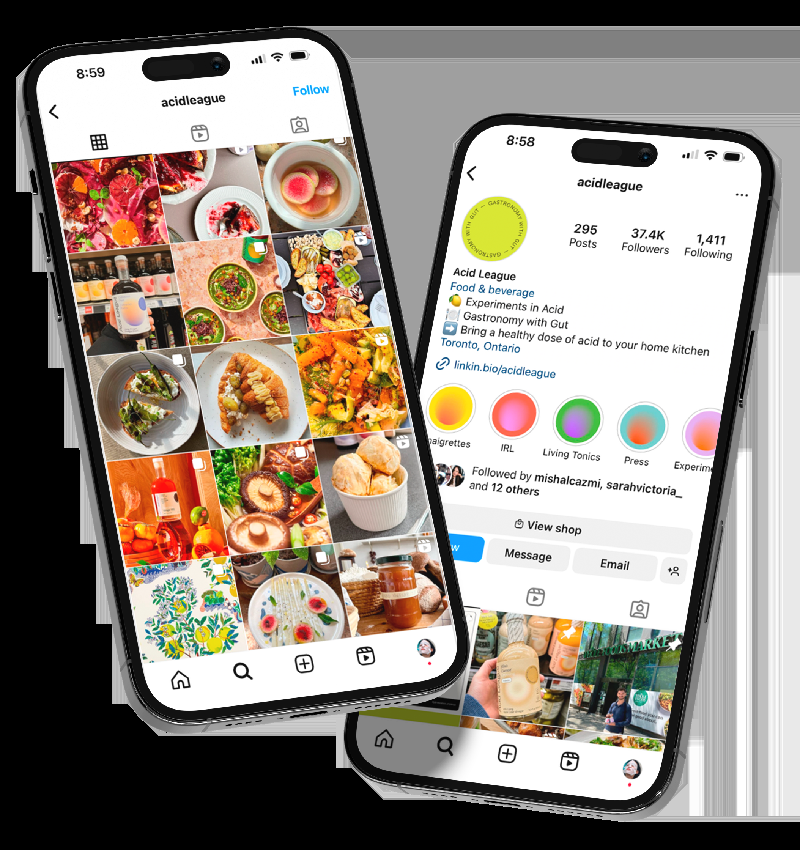 8:59
acidleague
Follow
8:58
acidleague
GASTRONOMY WITH GUT — GASTRONOMY WITH GUT —
295
Posts
37.4K
Followers
1,411
Following
Acid League
Food & beverage
🍋 Experiments in Acid
🍽️ Gastronomy with Gut
➡️ Bring a healthy dose of acid to your home kitchen
Toronto, Ontario
linkin.bio/acidleague
naigrettes
IRL
Living Tonics
Press
Experime
Followed by mishalcazmi, sarahvictoria_
and 12 others
View shop
w
Message
Email